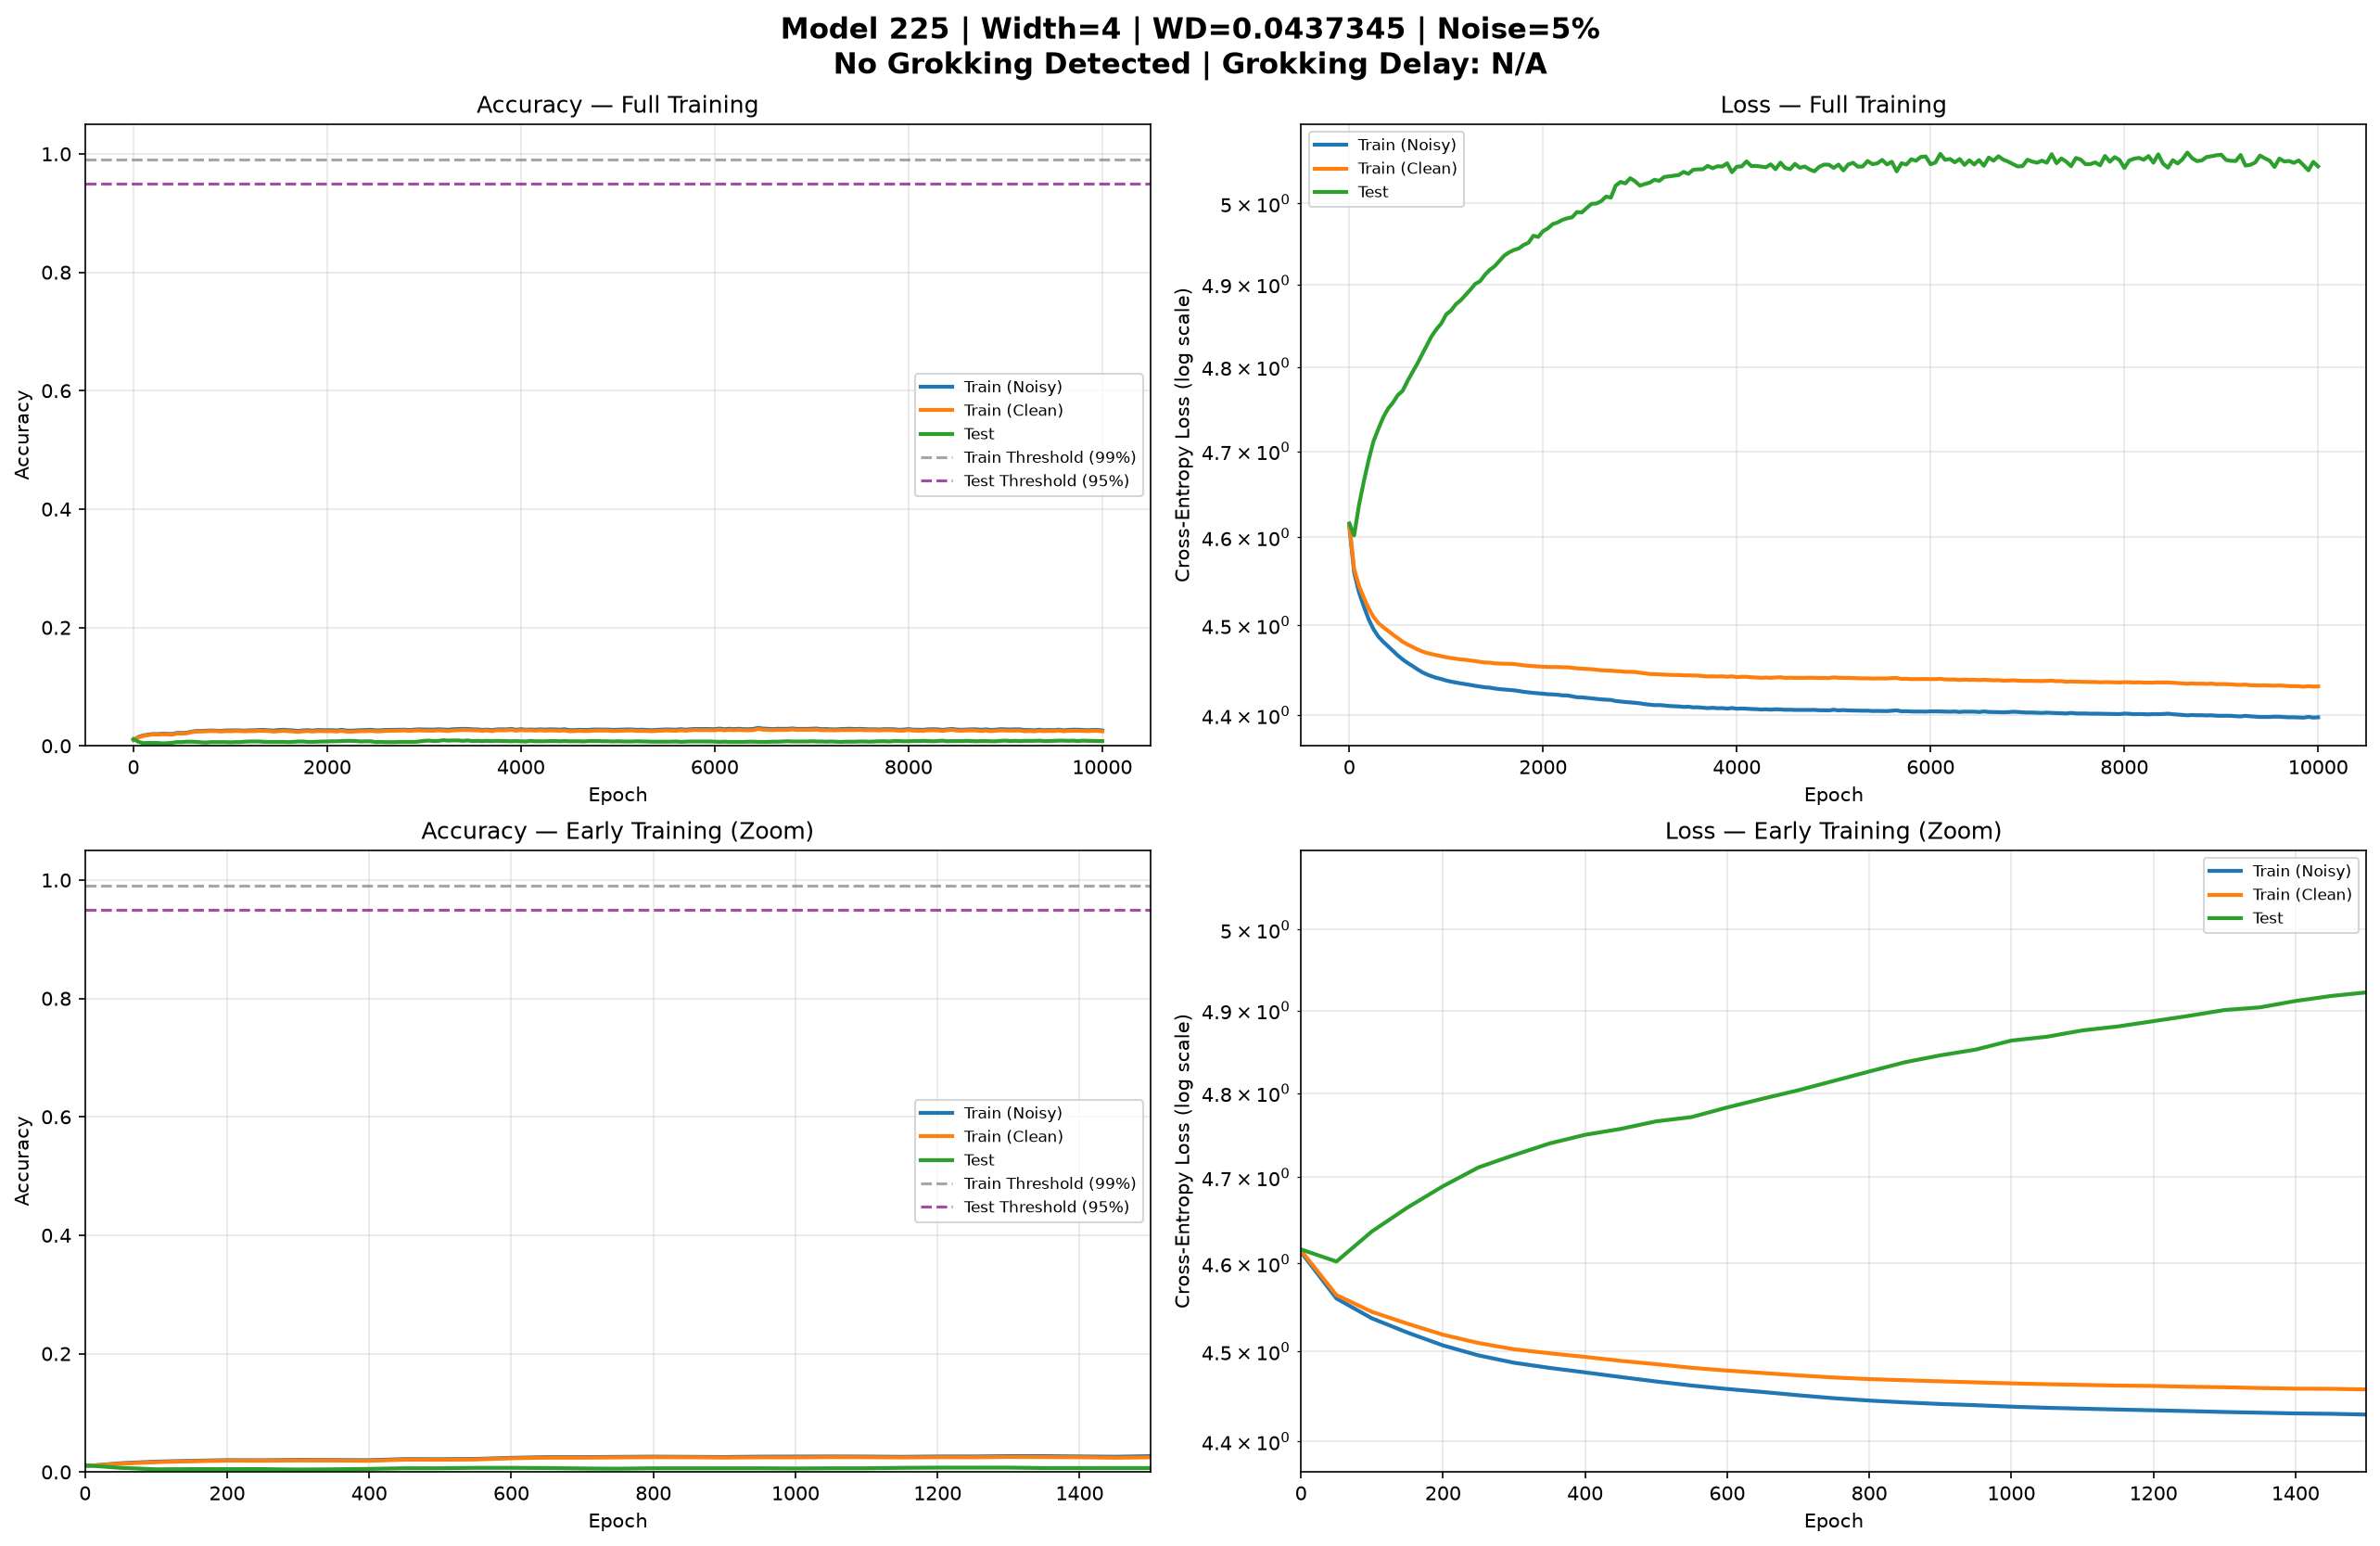 Model 225 | Width=4 | WD=0.0437345 | Noise=5%
No Grokking Detected | Grokking Delay: N/A
Accuracy — Full Training
1.0
0.8
0.6
0.4
0.2
0.0
Accuracy
Train (Noisy)
Train (Clean)
Test
Train Threshold (99%)
Test Threshold (95%)
0 2000 4000 6000 8000 10000
Epoch
Loss — Full Training
5 × 10⁰
4.9 × 10⁰
4.8 × 10⁰
4.7 × 10⁰
4.6 × 10⁰
4.5 × 10⁰
4.4 × 10⁰
Cross-Entropy Loss (log scale)
Train (Noisy)
Train (Clean)
Test
0 2000 4000 6000 8000 10000
Epoch
Accuracy — Early Training (Zoom)
1.0
0.8
0.6
0.4
0.2
0.0
Accuracy
Train (Noisy)
Train (Clean)
Test
Train Threshold (99%)
Test Threshold (95%)
0 200 400 600 800 1000 1200 1400
Epoch
Loss — Early Training (Zoom)
5 × 10⁰
4.9 × 10⁰
4.8 × 10⁰
4.7 × 10⁰
4.6 × 10⁰
4.5 × 10⁰
4.4 × 10⁰
Cross-Entropy Loss (log scale)
Train (Noisy)
Train (Clean)
Test
0 200 400 600 800 1000 1200 1400
Epoch